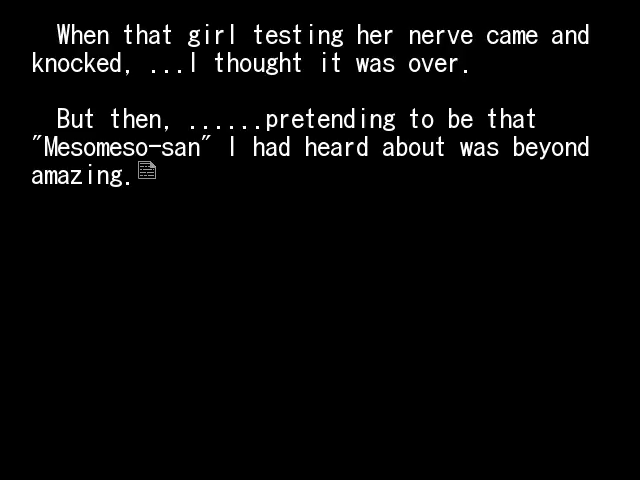 When that girl testing her nerve came and
knocked, ...I thought it was over.
But then, ......pretending to be that
"Mesomeso-san" I had heard about was beyond
amazing.